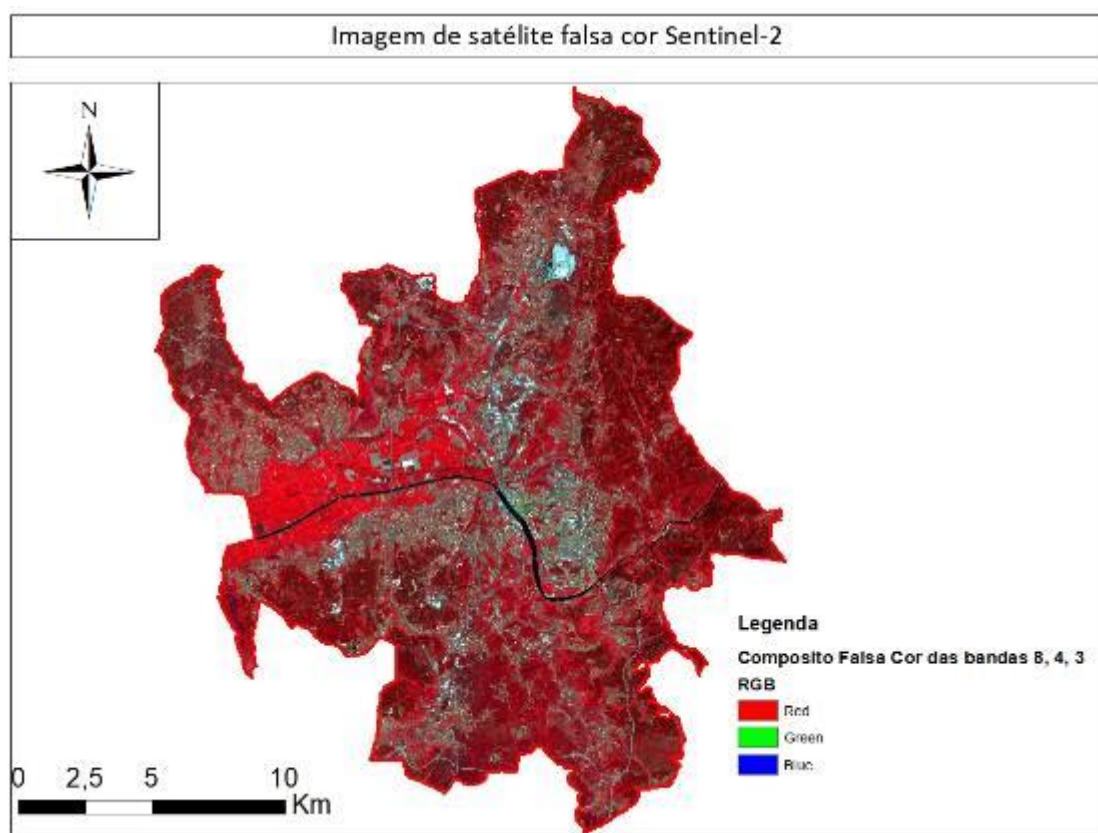 Imagem de satélite falsa cor Sentinel-2
N
Legenda
Composito Falsa Cor das bandas 8, 4, 3
RGB
Red
Green
Blue
0 2,5 5 10
Km